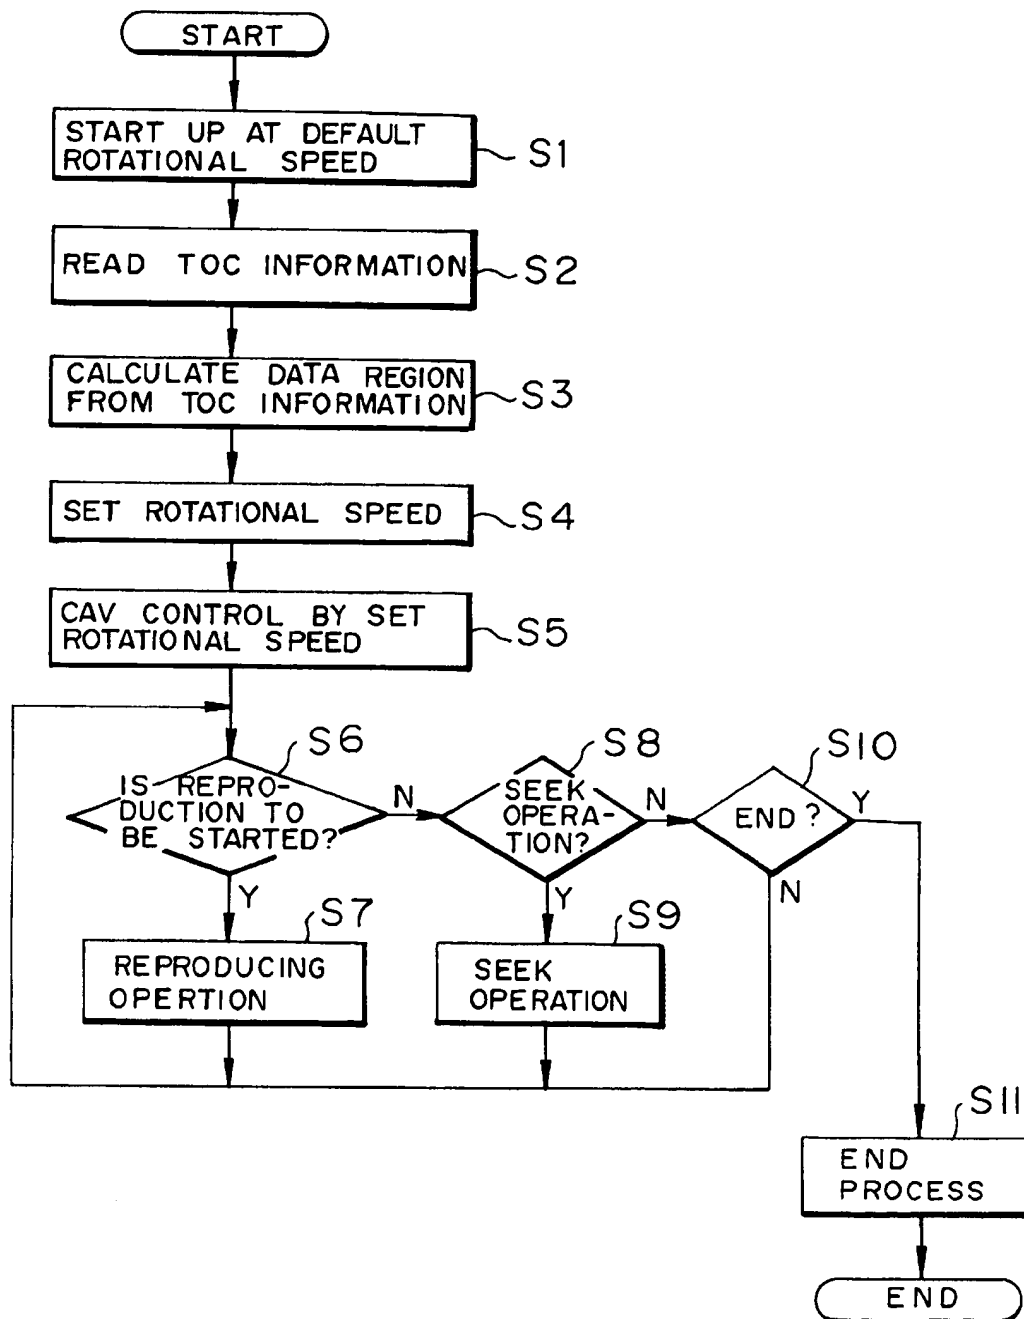 START
START UP AT DEFAULT
ROTATIONAL SPEED
S1
READ TOC INFORMATION
S2
CALCULATE DATA REGION
FROM TOC INFORMATION
S3
SET ROTATIONAL SPEED
S4
CAV CONTROL BY SET
ROTATIONAL SPEED
S5
S6
IS REPRO-
DUCTION TO
BE STARTED?
N
Y
S8
SEEK
OPERA-
TION?
N
Y
S10
END?
Y
N
S7
REPRODUCING
OPERTION
S9
SEEK
OPERATION
S11
END
PROCESS
END